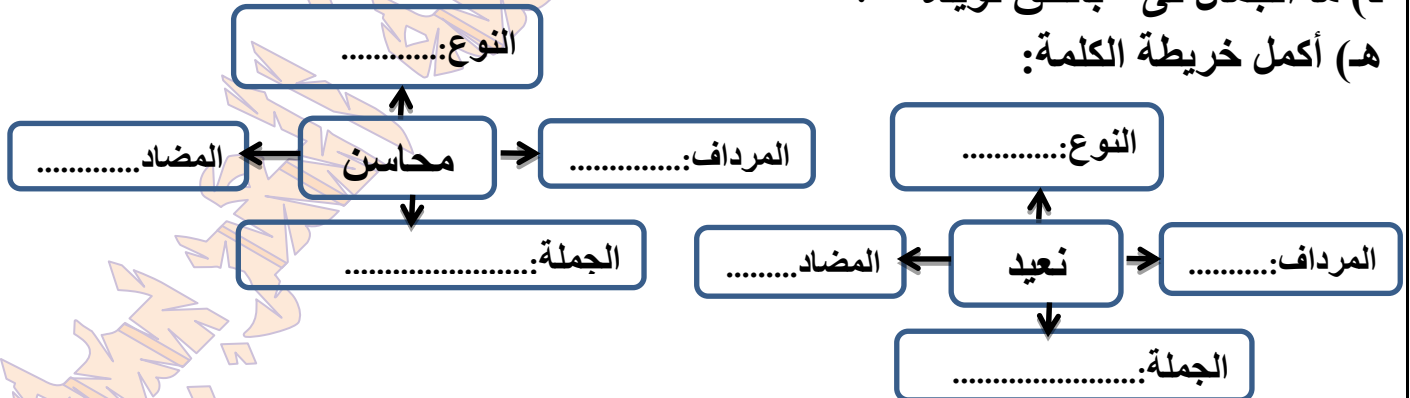 هـ) أكمل خريطة الكلمة:
النوع:............
المرداف:..........
نعيد
المضاد.........
الجملة:.......................
النوع:............
المرداف:..............
محاسن
المضاد.............
الجملة:.......................